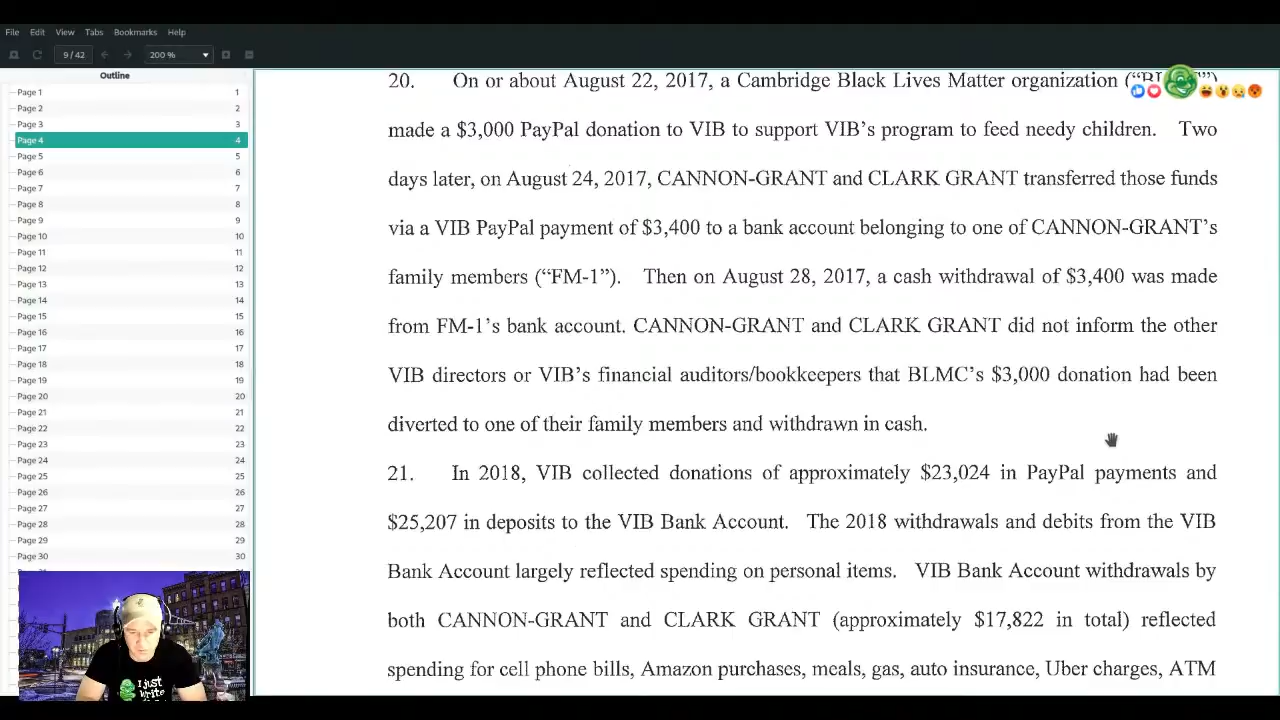 File Edit View Tabs Bookmarks Help
9 / 42 200 %
Outline
Page 1 1
Page 2 2
Page 3 3
Page 4 4
Page 5 5
Page 6 6
Page 7 7
Page 8 8
Page 9 9
Page 10 10
Page 11 11
Page 12 12
Page 13 13
Page 14 14
Page 15 15
Page 16 16
Page 17 17
Page 18 18
Page 19 19
Page 20 20
Page 21 21
Page 22 22
Page 23 23
Page 24 24
Page 25 25
Page 26 26
Page 27 27
Page 28 28
Page 29 29
Page 30 30
20. On or about August 22, 2017, a Cambridge Black Lives Matter organization
made a $3,000 PayPal donation to VIB to support VIB’s program to feed needy children. Two
days later, on August 24, 2017, CANNON-GRANT and CLARK GRANT transferred those funds
via a VIB PayPal payment of $3,400 to a bank account belonging to one of CANNON-GRANT’s
family members (“FM-1”). Then on August 28, 2017, a cash withdrawal of $3,400 was made
from FM-1’s bank account. CANNON-GRANT and CLARK GRANT did not inform the other
VIB directors or VIB’s financial auditors/bookkeepers that BLMC’s $3,000 donation had been
diverted to one of their family members and withdrawn in cash.
21. In 2018, VIB collected donations of approximately $23,024 in PayPal payments and
$25,207 in deposits to the VIB Bank Account. The 2018 withdrawals and debits from the VIB
Bank Account largely reflected spending on personal items. VIB Bank Account withdrawals by
both CANNON-GRANT and CLARK GRANT (approximately $17,822 in total) reflected
spending for cell phone bills, Amazon purchases, meals, gas, auto insurance, Uber charges, ATM
I just
write